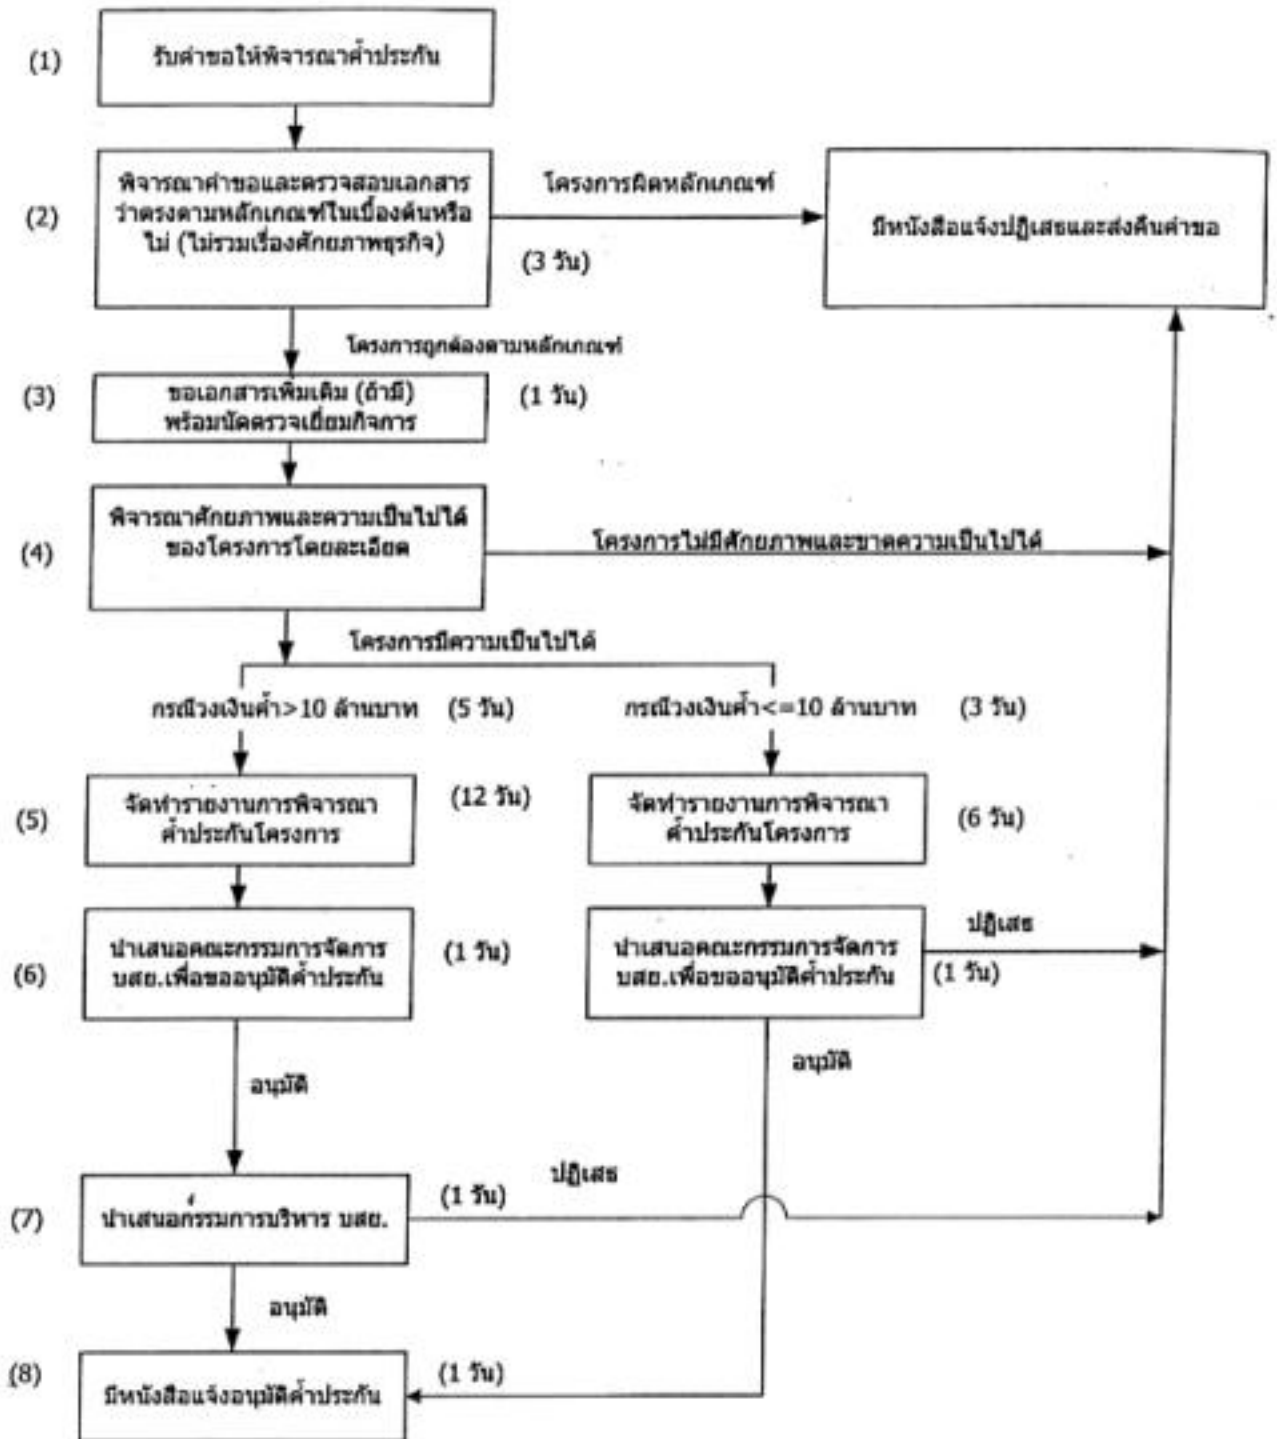 (1)
รับคำขอให้พิจารณาค้ำประกัน
(2)
พิจารณาคำขอและตรวจสอบเอกสาร
ว่าตรงตามหลักเกณฑ์ในเบื้องต้นหรือ
ไม่ (ไม่รวมเรื่องศักยภาพธุรกิจ)
โครงการผิดหลักเกณฑ์
(3 วัน)
มีหนังสือแจ้งปฏิเสธและส่งคืนคำขอ
โครงการถูกต้องตามหลักเกณฑ์
(3)
ขอเอกสารเพิ่มเติม (ถ้ามี)
พร้อมนัดตรวจเยี่ยมกิจการ
(1 วัน)
(4)
พิจารณาศักยภาพและความเป็นไปได้
ของโครงการโดยละเอียด
โครงการไม่มีศักยภาพและขาดความเป็นไปได้
โครงการมีความเป็นไปได้
กรณีวงเงินค้ำ>10 ล้านบาท (5 วัน)
กรณีวงเงินค้ำ<=10 ล้านบาท (3 วัน)
(5)
จัดทำรายงานการพิจารณา
ค้ำประกันโครงการ
(12 วัน)
จัดทำรายงานการพิจารณา
ค้ำประกันโครงการ
(6 วัน)
(6)
นำเสนอคณะกรรมการจัดการ
บสย.เพื่อขออนุมัติค้ำประกัน
(1 วัน)
นำเสนอคณะกรรมการจัดการ
บสย.เพื่อขออนุมัติค้ำประกัน
ปฏิเสธ
(1 วัน)
อนุมัติ
อนุมัติ
(7)
นำเสนอกรรมการบริหาร บสย.
(1 วัน)
ปฏิเสธ
อนุมัติ
(8)
มีหนังสือแจ้งอนุมัติค้ำประกัน
(1 วัน)